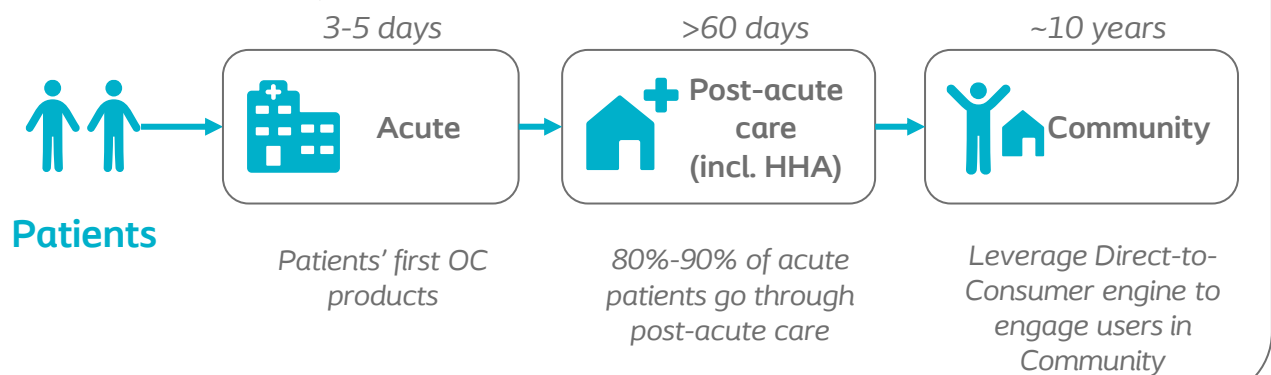 3-5 days
>60 days
~10 years
Acute
Post-acute
care
(incl. HHA)
Community
Patients
Patients' first OC
products
80%-90% of acute
patients go through
post-acute care
Leverage Direct-to-
Consumer engine to
engage users in
Community